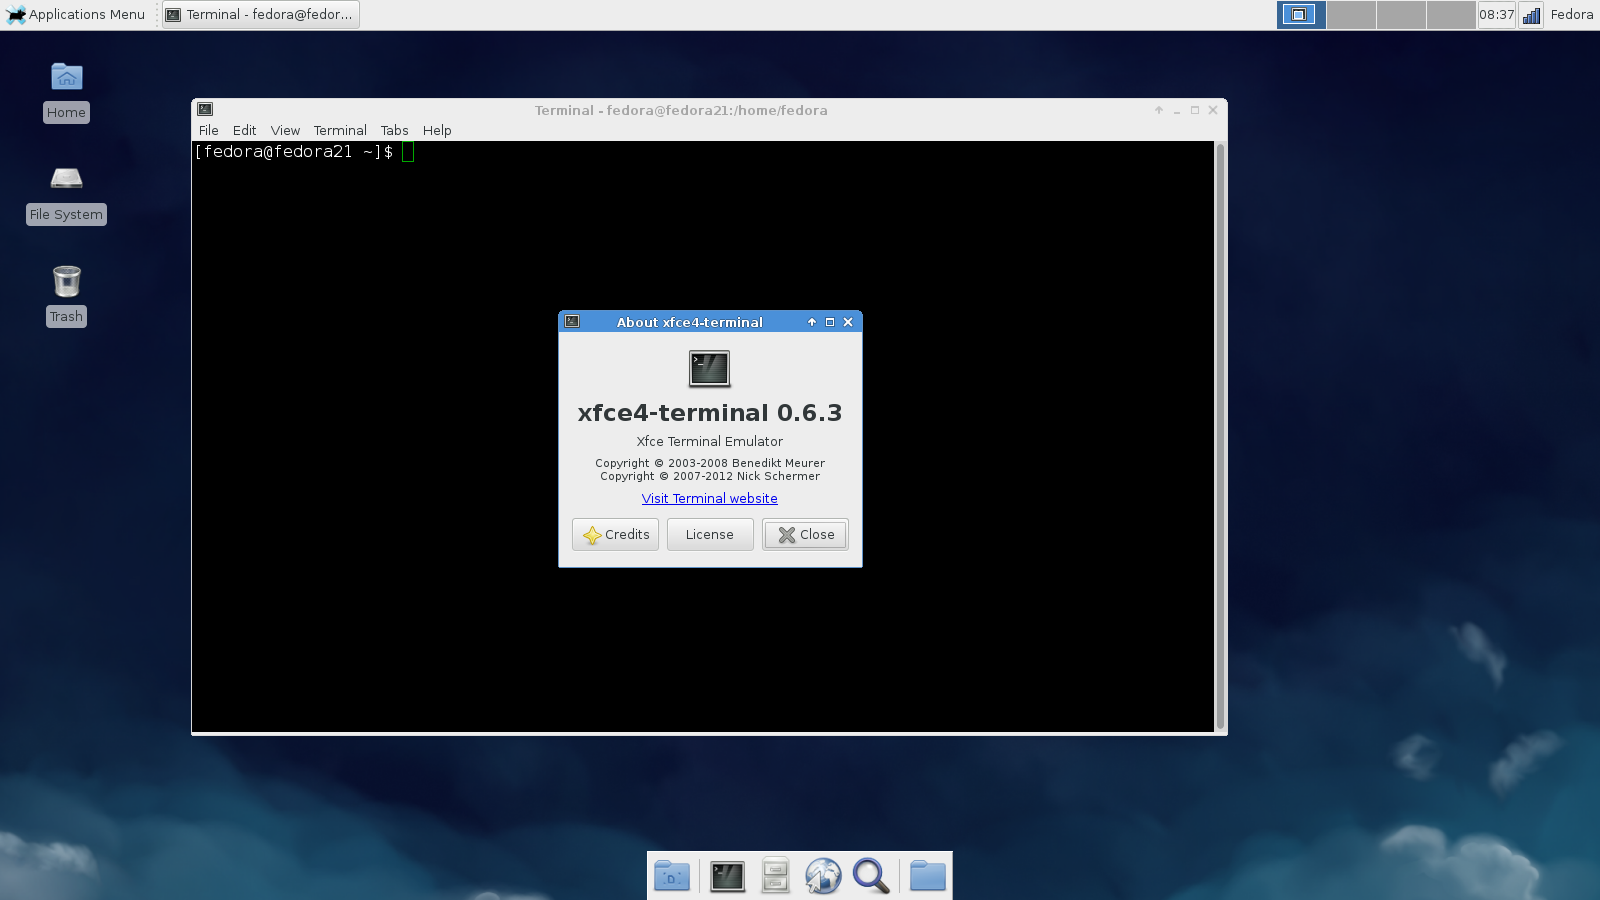 Applications Menu
Terminal - fedora@fedor...
08:37
Fedora
Home
File System
Trash
Terminal - fedora@fedora21:/home/fedora
File Edit View Terminal Tabs Help
[fedora@fedora21 ~]$
About xfce4-terminal
xfce4-terminal 0.6.3
Xfce Terminal Emulator
Copyright © 2003-2008 Benedikt Meurer
Copyright © 2007-2012 Nick Schermer
Visit Terminal website
Credits
License
Close